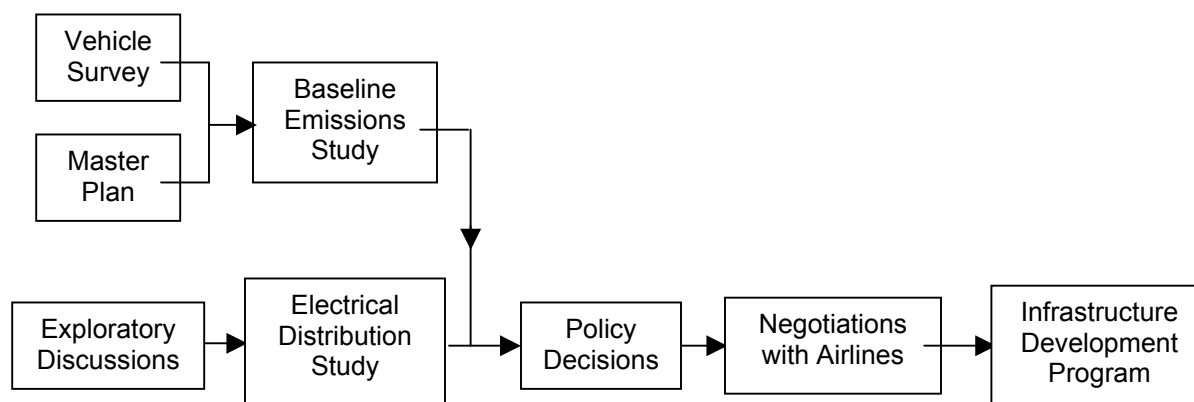 Vehicle
Survey
Master
Plan
Baseline
Emissions
Study
Exploratory
Discussions
Electrical
Distribution
Study
Policy
Decisions
Negotiations
with Airlines
Infrastructure
Development
Program